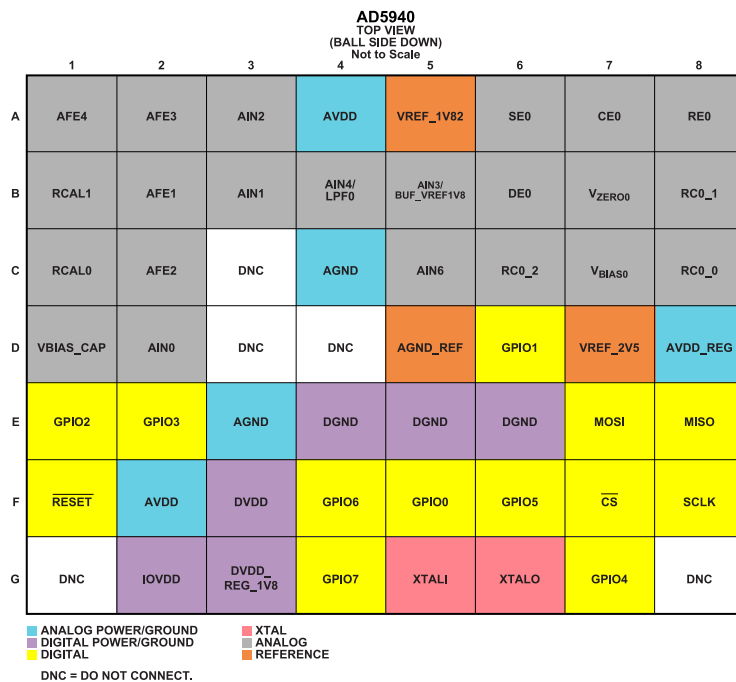 AD5940
TOP VIEW
(BALL SIDE DOWN)
Not to Scale
1 2 3 4 5 6 7 8
A AFE4 AFE3 AIN2 AVDD VREF_1V82 SE0 CE0 RE0
B RCAL1 AFE1 AIN1 AIN4/ LPF0 AIN3/ BUF_VREF1V8 DE0 VZERO0 RC0_1
C RCAL0 AFE2 DNC AGND AIN6 RC0_2 VBIAS0 RC0_0
D VBIAS_CAP AIN0 DNC DNC AGND_REF GPIO1 VREF_2V5 AVDD_REG
E GPIO2 GPIO3 AGND DGND DGND DGND MOSI MISO
F RESET AVDD DVDD GPIO6 GPIO0 GPIO5 CS SCLK
G DNC IOVDD DVDD_ REG_1V8 GPIO7 XTALI XTALO GPIO4 DNC
ANALOG POWER/GROUND XTAL
DIGITAL POWER/GROUND ANALOG
DIGITAL REFERENCE
DNC = DO NOT CONNECT.